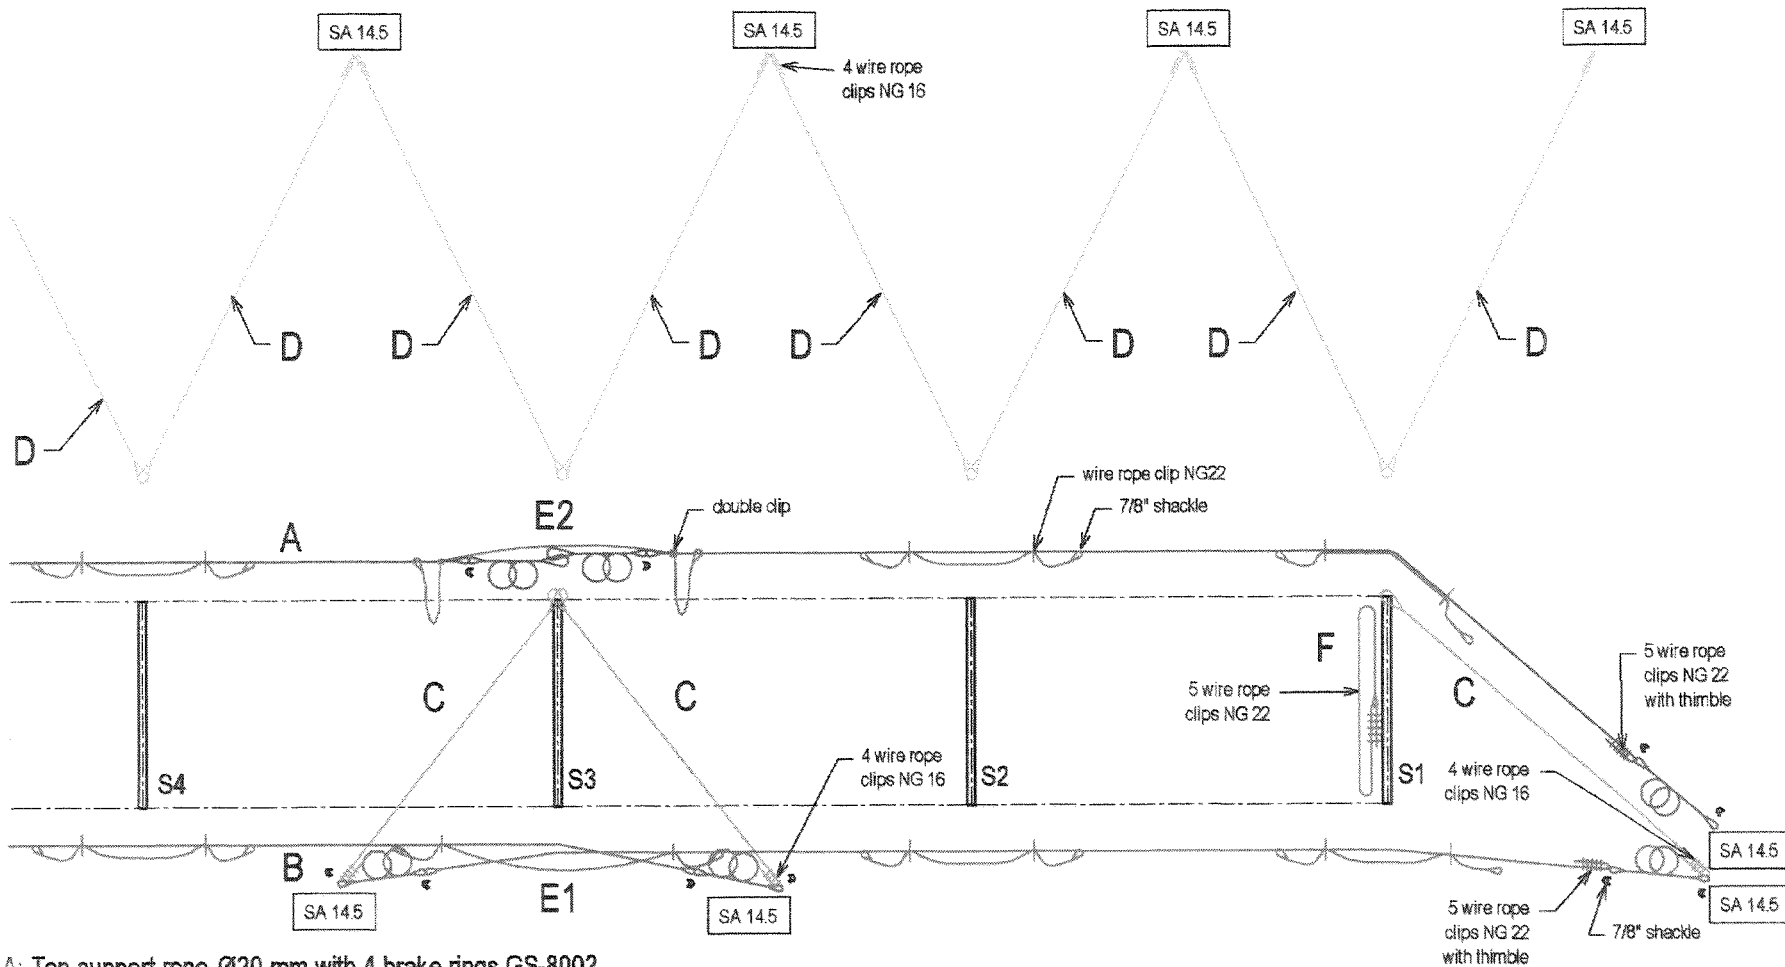 SA 14.5
SA 14.5
SA 14.5
SA 14.5
4 wire rope
clips NG 16
D
D
D
D
D
D
D
D
wire rope clip NG22
7/8" shackle
double clip
E2
A
F
5 wire rope
clips NG 22
C
C
C
5 wire rope
clips NG 22
with thimble
4 wire rope
clips NG 16
4 wire rope
clips NG 16
S4
S3
S2
S1
B
E1
SA 14.5
SA 14.5
SA 14.5
SA 14.5
5 wire rope
clips NG 22
with thimble
7/8" shackle
A: Top support rope Ø20 mm with 4 brake rings GS-8002